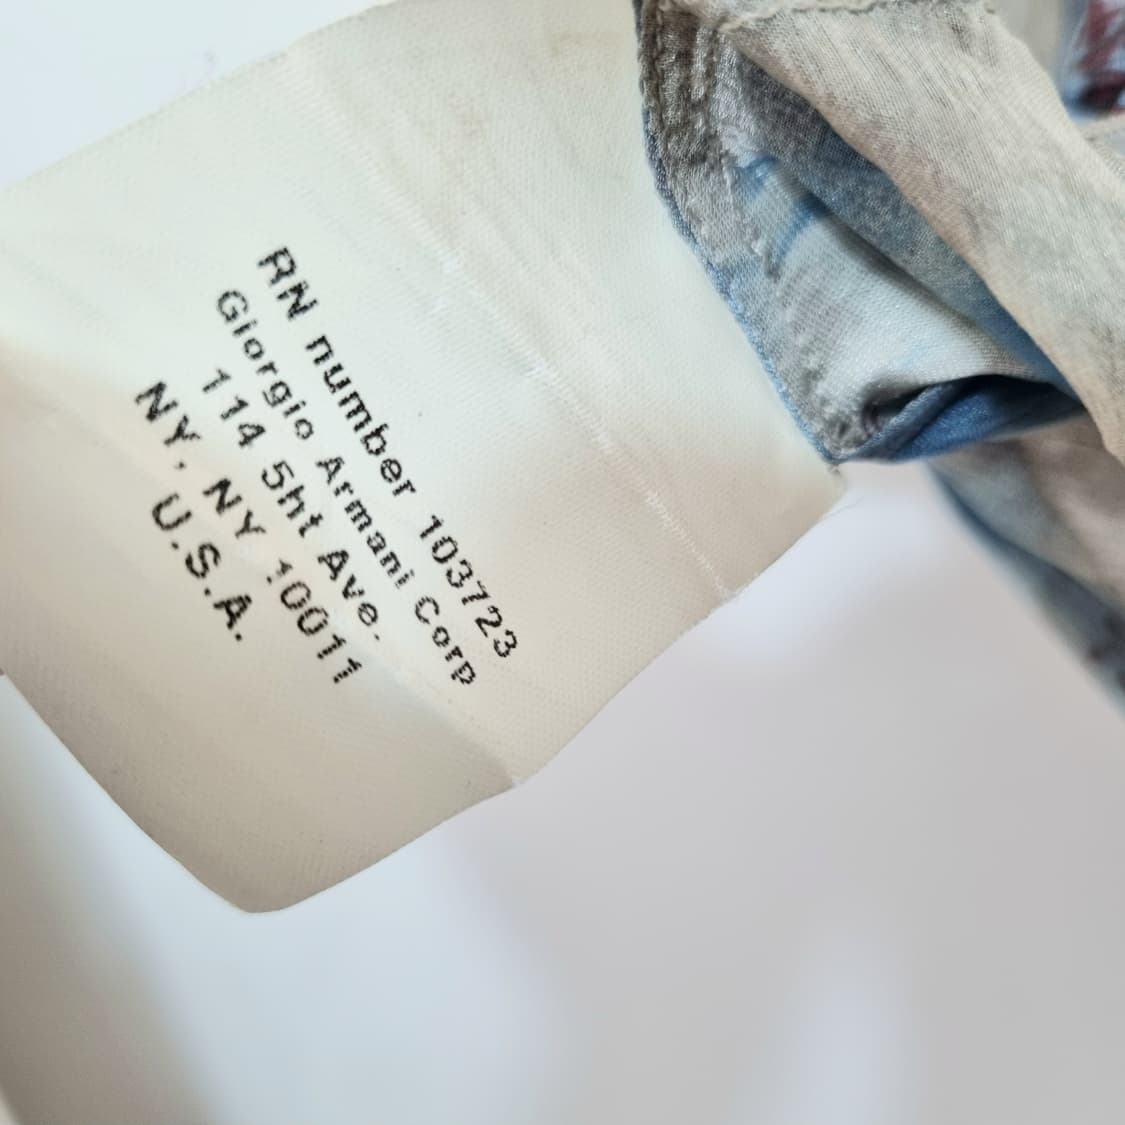 RN number 103723
Giorgio Armani Corp
114 5ht Ave.
NY, NY 10011
U.S.A.